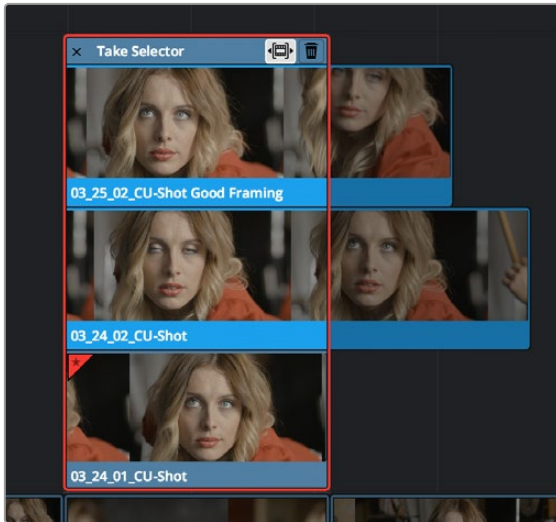 × Take Selector
03_25_02_CU-Shot Good Framing
03_24_02_CU-Shot
03_24_01_CU-Shot